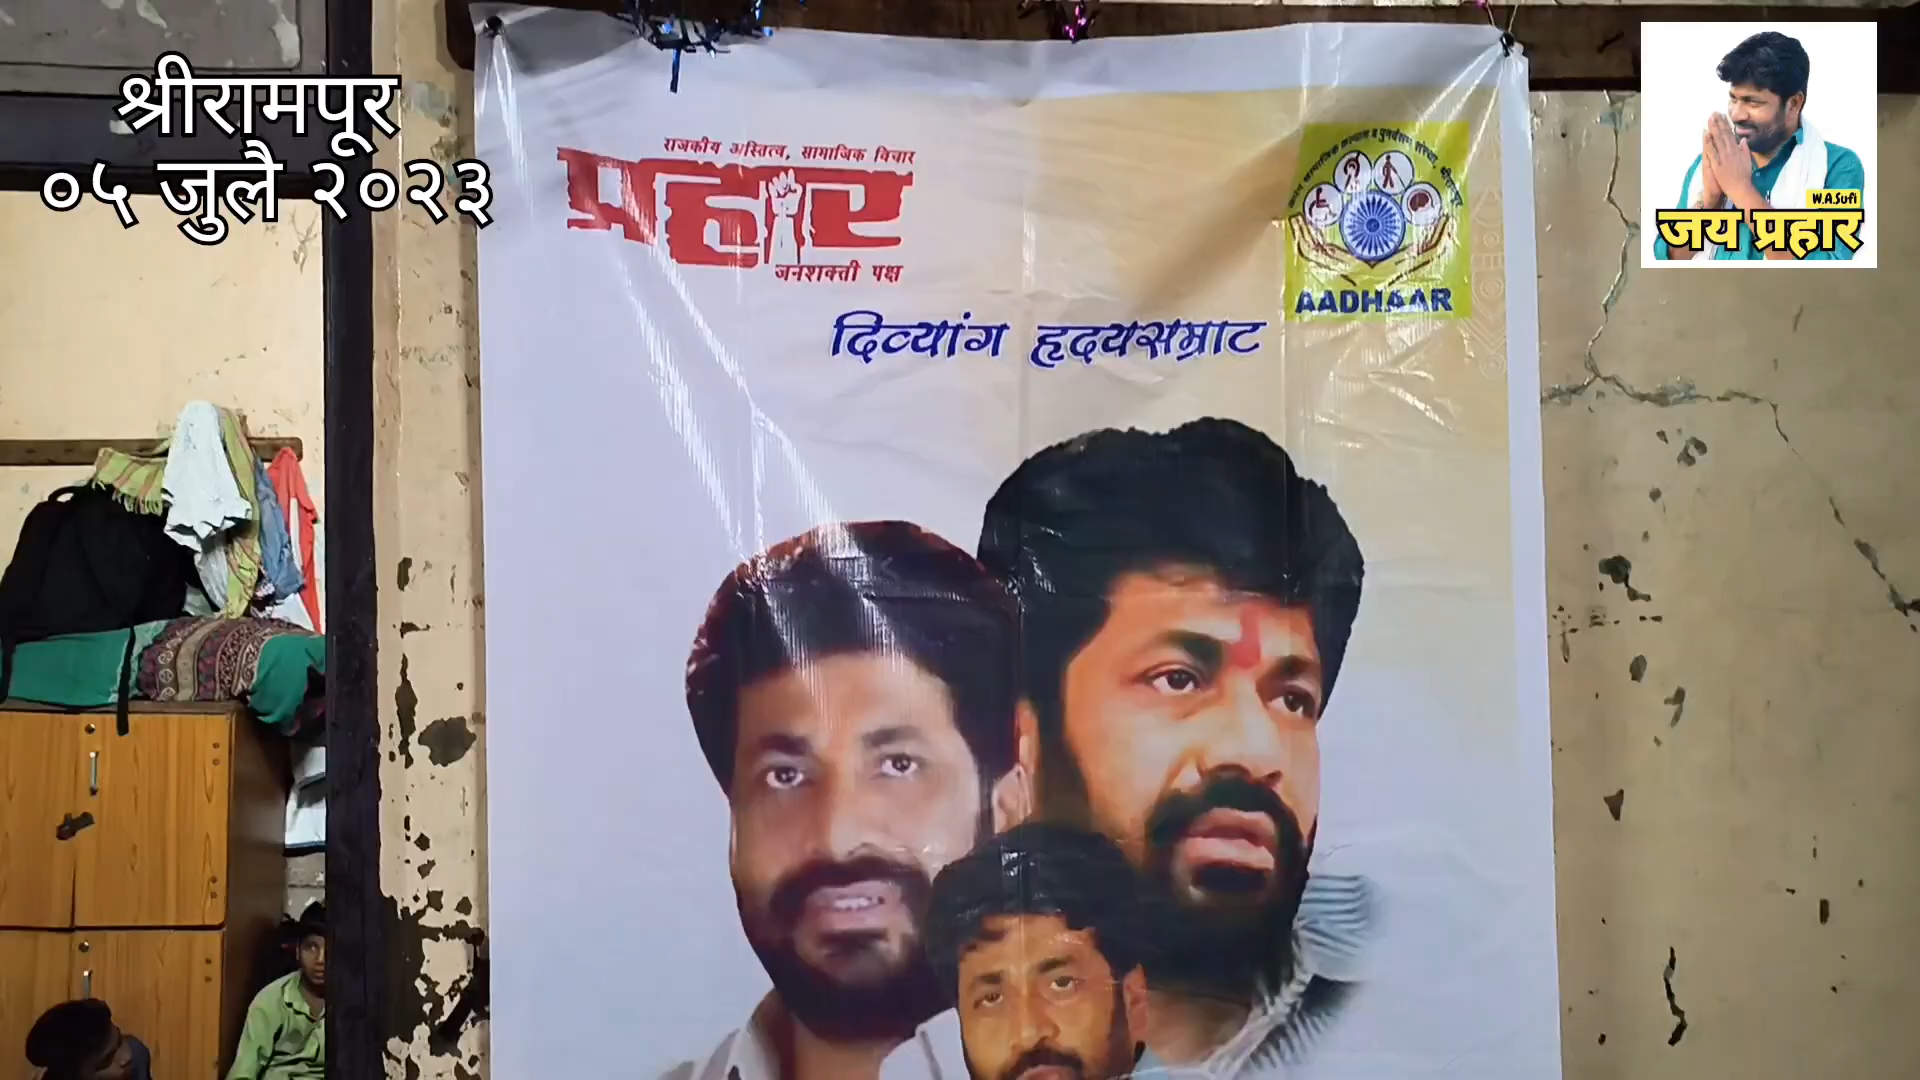 श्रीरामपूर
०५ जुलै २०२३
राजकीय अस्तित्व, सामाजिक विचार
प्रहार
जनशक्ती पक्ष
AADHAAR
दिव्यांग हृदयसम्राट
W.A.Sufi
जय प्रहार